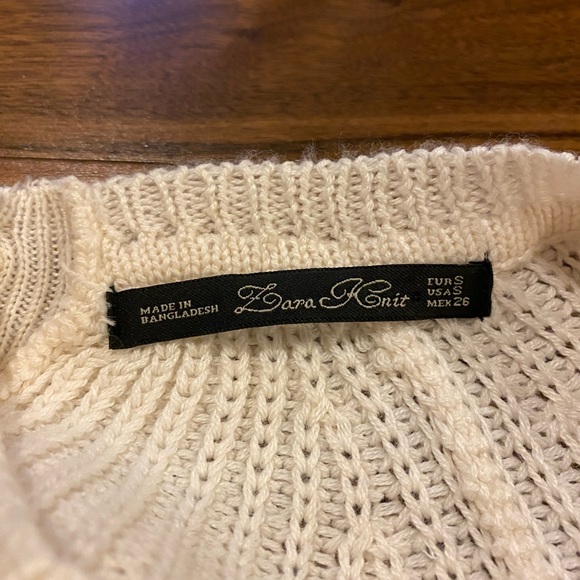 MADE IN
BANGLADESH
Zara Knit
EUR S
USA S
MEX 26